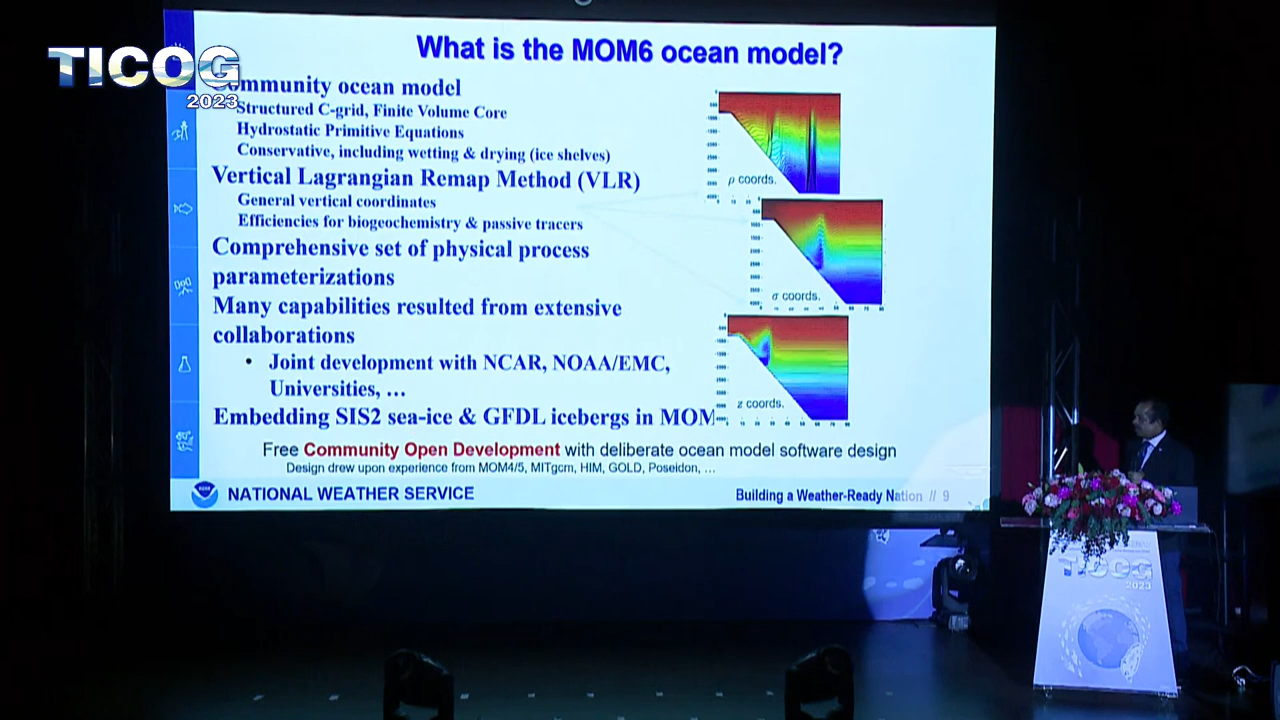 TICOG
2023
What is the MOM6 ocean model?
ommunity ocean model
Structured C-grid, Finite Volume Core
Hydrostatic Primitive Equations
Conservative, including wetting & drying (ice shelves)
Vertical Lagrangian Remap Method (VLR)
General vertical coordinates
Efficiencies for biogeochemistry & passive tracers
Comprehensive set of physical process
parameterizations
Many capabilities resulted from extensive
collaborations
• Joint development with NCAR, NOAA/EMC,
Universities, …
Embedding SIS2 sea-ice & GFDL icebergs in MOM
ρ coords.
σ coords.
z coords.
Free Community Open Development with deliberate ocean model software design
Design drew upon experience from MOM4/5, MITgcm, HIM, GOLD, Poseidon, …
NATIONAL WEATHER SERVICE
Building a Weather-Ready Nation // 9
TICOG
2023